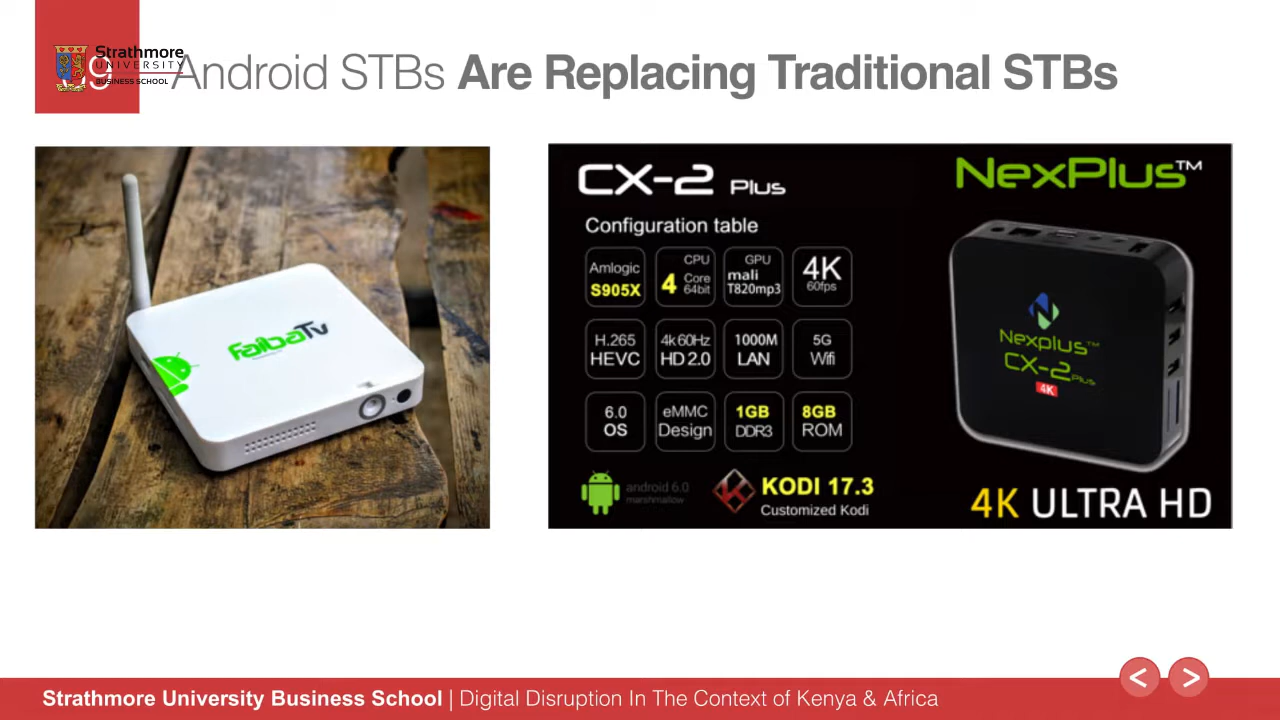 Strathmore
UNIVERSITY
BUSINESS SCHOOL
9
Android STBs Are Replacing Traditional STBs
FaibaTv
CX-2 Plus
NexPlus™
Configuration table
Amlogic
S905X
CPU
4 Core
64bit
GPU
mali
T820mp3
4K
60fps
H.265
HEVC
4k60Hz
HD2.0
1000M
LAN
5G
Wifi
6.0
OS
eMMC
Design
1GB
DDR3
8GB
ROM
android 6.0
marshmallow
KODI 17.3
Customized Kodi
Nexplus™
CX-2 Plus
4K
4K ULTRA HD
Strathmore University Business School | Digital Disruption In The Context of Kenya & Africa